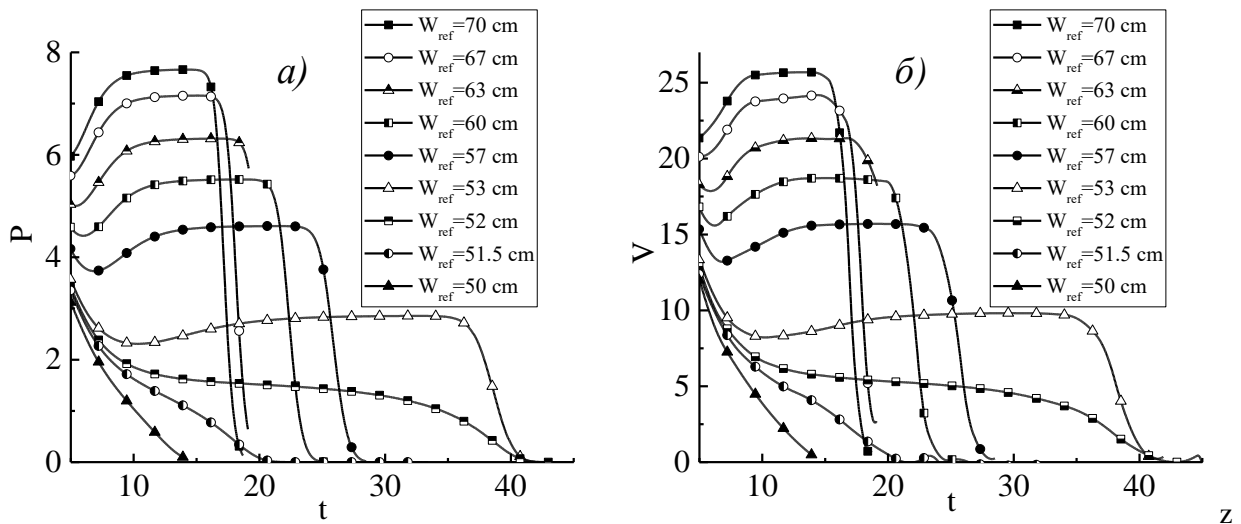 W_ref=70 cm
W_ref=67 cm
W_ref=63 cm
W_ref=60 cm
W_ref=57 cm
W_ref=53 cm
W_ref=52 cm
W_ref=51.5 cm
W_ref=50 cm
а)
8
6
4
2
0
P
10 20 30 40
t
W_ref=70 cm
W_ref=67 cm
W_ref=63 cm
W_ref=60 cm
W_ref=57 cm
W_ref=53 cm
W_ref=52 cm
W_ref=51.5 cm
W_ref=50 cm
б)
25
20
15
10
5
0
V
10 20 30 40
t
z